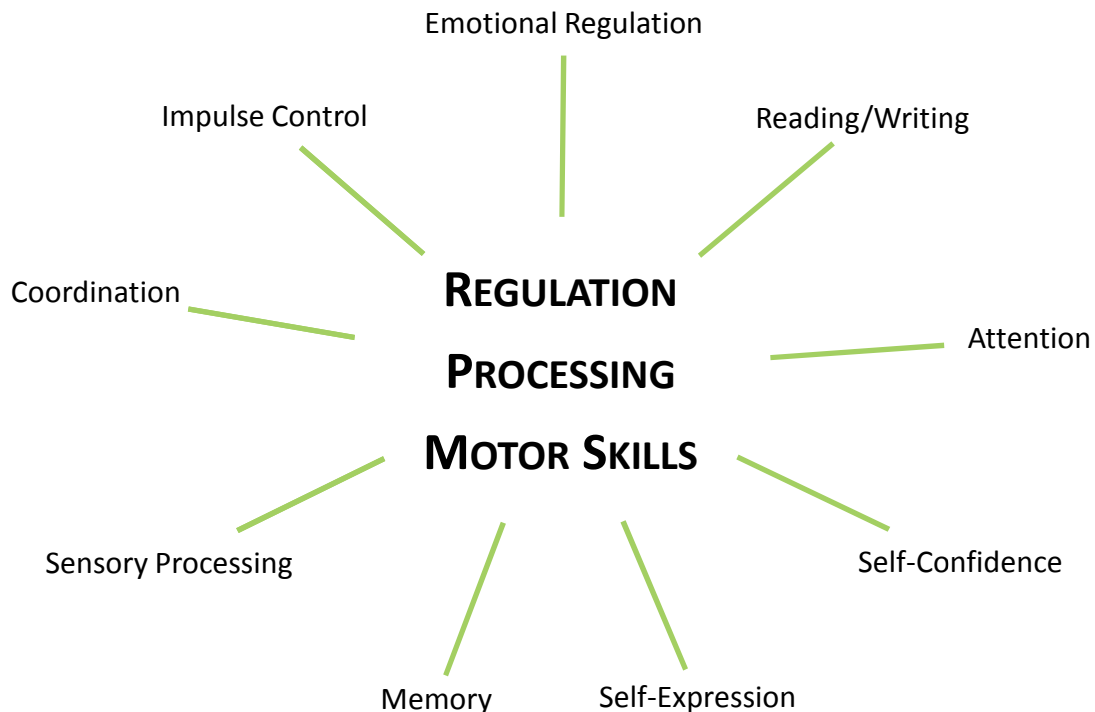 Emotional Regulation
Impulse Control
Reading/Writing
REGULATION
Coordination
Attention
PROCESSING
MOTOR SKILLS
Sensory Processing
Self-Confidence
Memory
Self-Expression